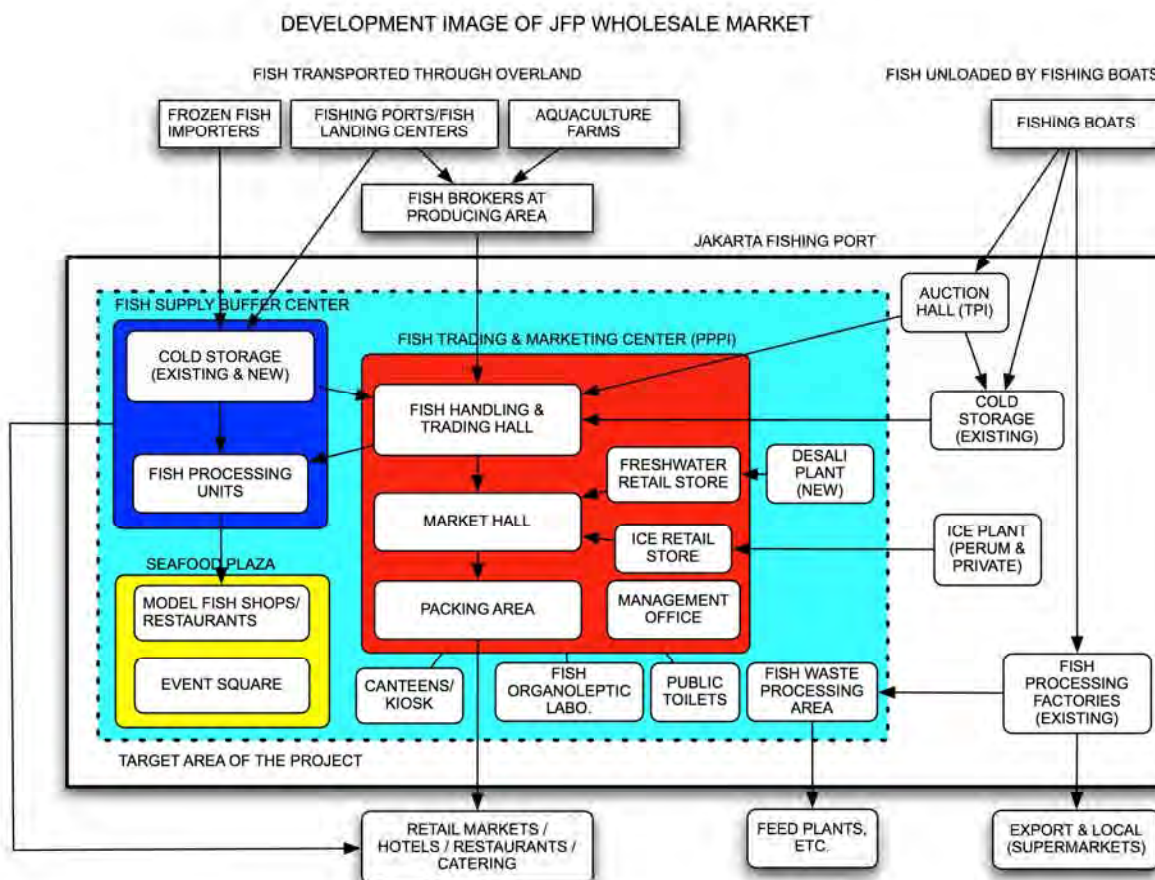 DEVELOPMENT IMAGE OF JFP WHOLESALE MARKET
FISH TRANSPORTED THROUGH OVERLAND
FISH UNLOADED BY FISHING BOATS
FROZEN FISH
IMPORTERS
FISHING PORTS/FISH
LANDING CENTERS
AQUACULTURE
FARMS
FISHING BOATS
FISH BROKERS AT
PRODUCING AREA
JAKARTA FISHING PORT
FISH SUPPLY BUFFER CENTER
AUCTION
HALL (TPI)
FISH TRADING & MARKETING CENTER (PPPI)
COLD STORAGE
(EXISTING & NEW)
FISH HANDLING &
TRADING HALL
COLD
STORAGE
(EXISTING)
FISH PROCESSING
UNITS
FRESHWATER
RETAIL STORE
DESALI
PLANT
(NEW)
MARKET HALL
ICE RETAIL
STORE
ICE PLANT
(PERUM &
PRIVATE)
SEAFOOD PLAZA
MODEL FISH SHOPS/
RESTAURANTS
PACKING AREA
MANAGEMENT
OFFICE
EVENT SQUARE
CANTEENS/
KIOSK
FISH
ORGANOLEPTIC
LABO.
PUBLIC
TOILETS
FISH WASTE
PROCESSING
AREA
FISH
PROCESSING
FACTORIES
(EXISTING)
TARGET AREA OF THE PROJECT
RETAIL MARKETS /
HOTELS / RESTAURANTS /
CATERING
FEED PLANTS,
ETC.
EXPORT & LOCAL
(SUPERMARKETS)